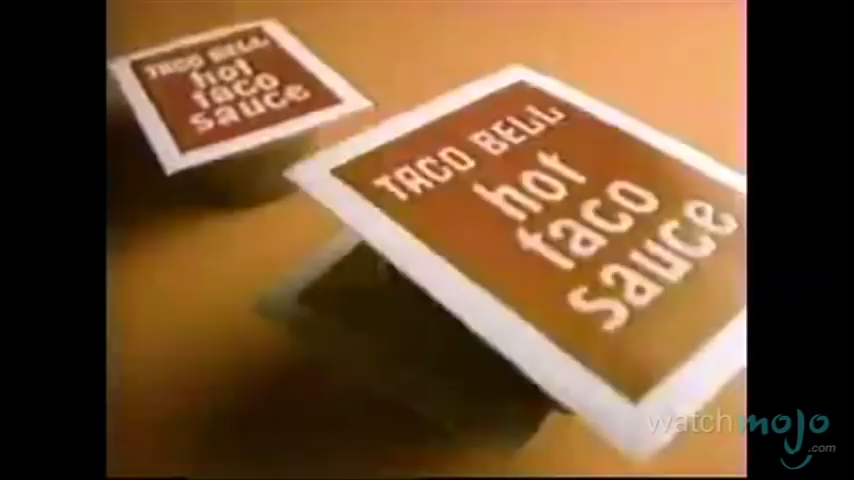 TACO BELL
hot
taco
sauce
TACO BELL
hot
taco
sauce
watchmojo
.com